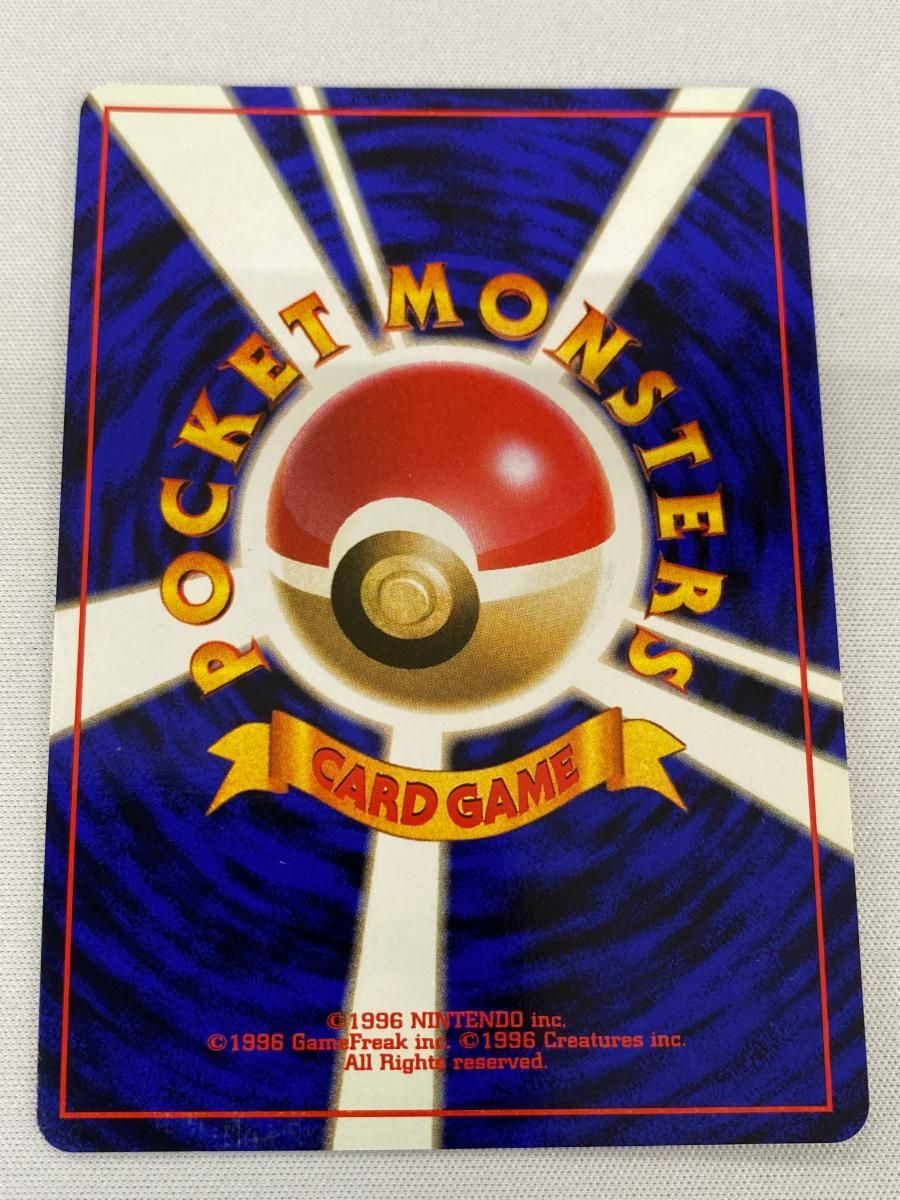 POCKET MONSTERS
CARD GAME
©1996 NINTENDO inc.
©1996 GameFreak inc. ©1996 Creatures inc.
All Rights reserved.